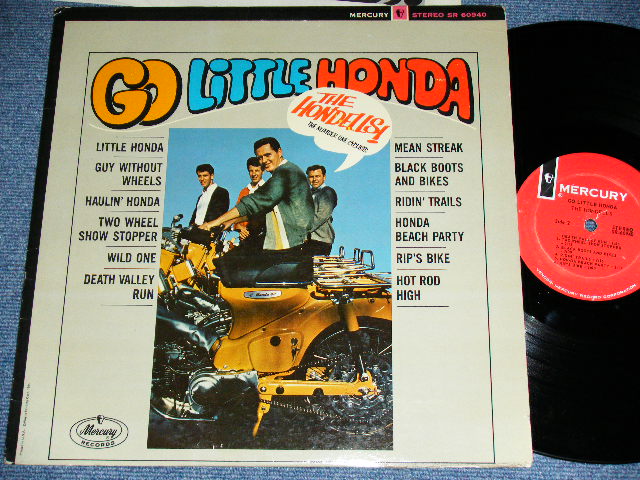 MERCURY STEREO SR 60940
GO LITTLE HONDA
THE
HONDELLS!
LITTLE HONDA
GUY WITHOUT
WHEELS
HAULIN' HONDA
TWO WHEEL
SHOW STOPPER
WILD ONE
DEATH VALLEY
RUN
MEAN STREAK
BLACK BOOTS
AND BIKES
RIDIN' TRAILS
HONDA
BEACH PARTY
RIP'S BIKE
HOT ROD
HIGH
Mercury
RECORDS
MERCURY
GO LITTLE HONDA
THE HONDELLS
Side 2